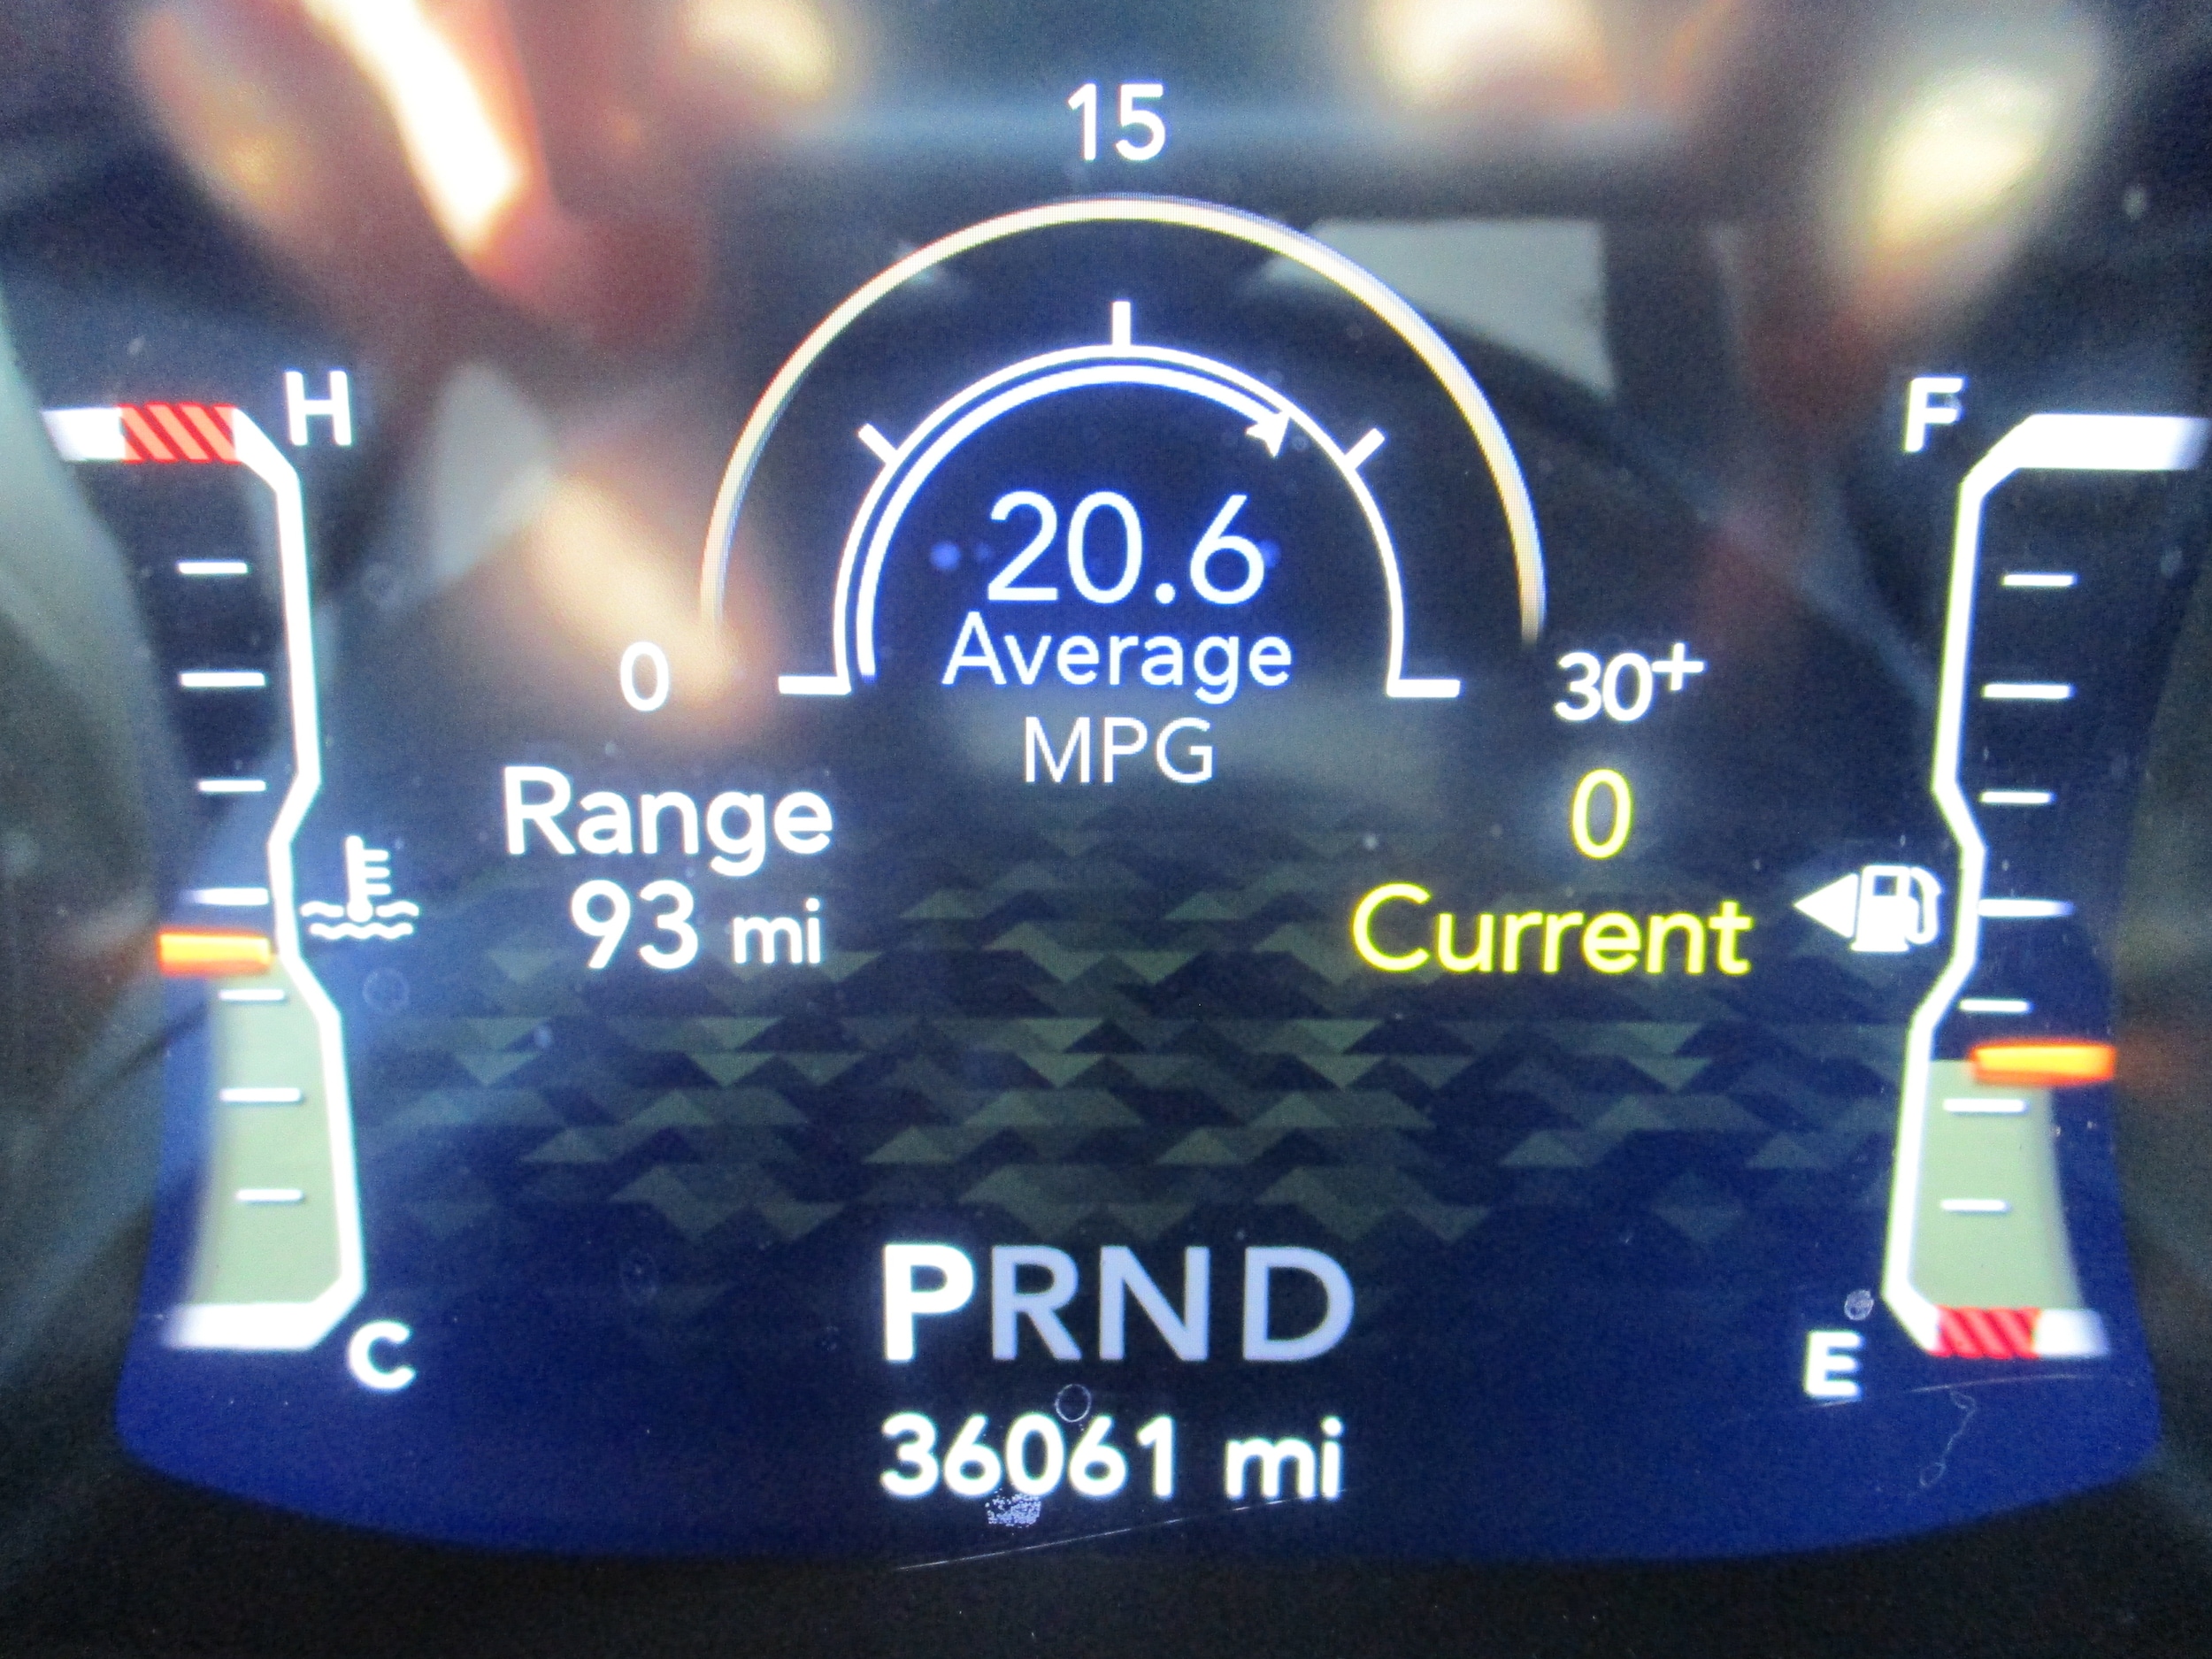 15
H
F
20.6
Average
MPG
0
30+
Range
93 mi
0
Current
PRND
C
E
36061 mi